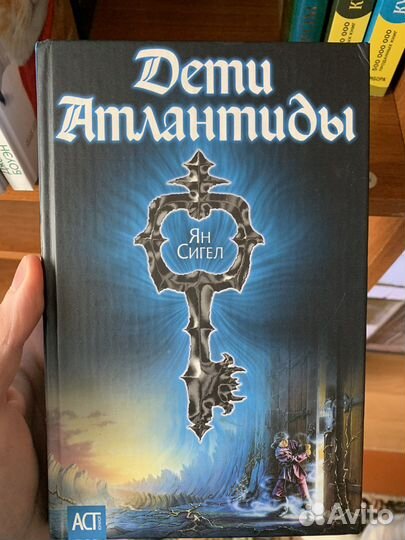 Дети
Атлантиды
Ян
Сигел
АСТ
Avito